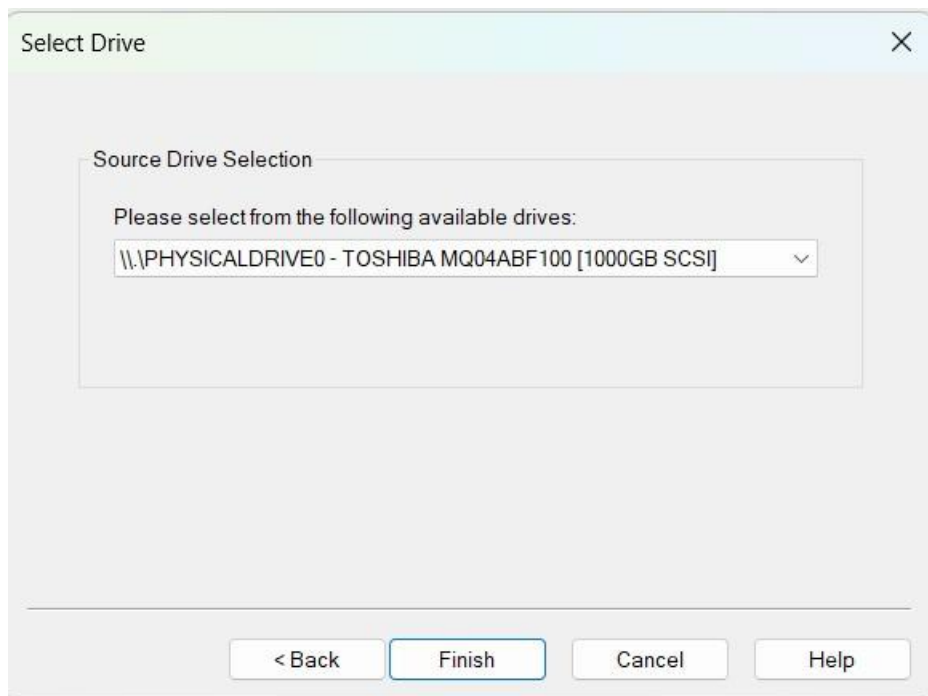 Select Drive
Source Drive Selection
Please select from the following available drives:
\\.\PHYSICALDRIVE0 - TOSHIBA MQ04ABF100 [1000GB SCSI]
< Back
Finish
Cancel
Help